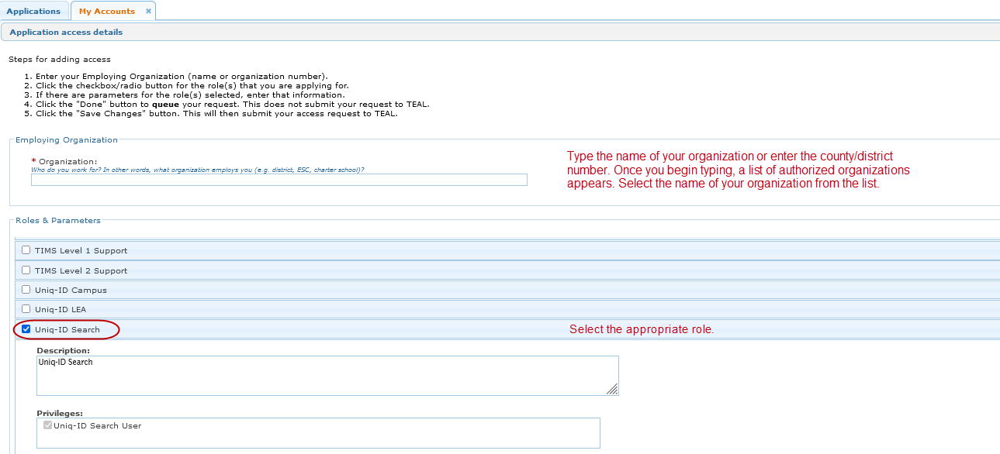 Applications
My Accounts
Application access details
Steps for adding access
1. Enter your Employing Organization (name or organization number).
2. Click the checkbox/radio button for the role(s) that you are applying for.
3. If there are parameters for the role(s) selected, enter that information.
4. Click the "Done" button to queue your request. This does not submit your request to TEAL.
5. Click the "Save Changes" button. This will then submit your access request to TEAL.
Employing Organization
* Organization:
Who do you work for? In other words, what organization employs you (e.g. district, ESC, charter school)?
Type the name of your organization or enter the county/district
number. Once you begin typing, a list of authorized organizations
appears. Select the name of your organization from the list.
Roles & Parameters
TIMS Level 1 Support
TIMS Level 2 Support
Uniq-ID Campus
Uniq-ID LEA
Uniq-ID Search
Select the appropriate role.
Description:
Uniq-ID Search
Privileges:
Uniq-ID Search User